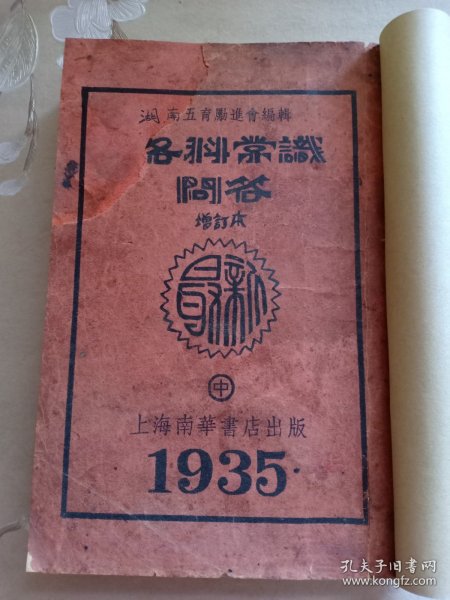 湖南五育勵進會編輯
各科常識
問答
增訂本
最新
中
上海南華書店出版
1935.
孔夫子旧书网
www.kongfz.com